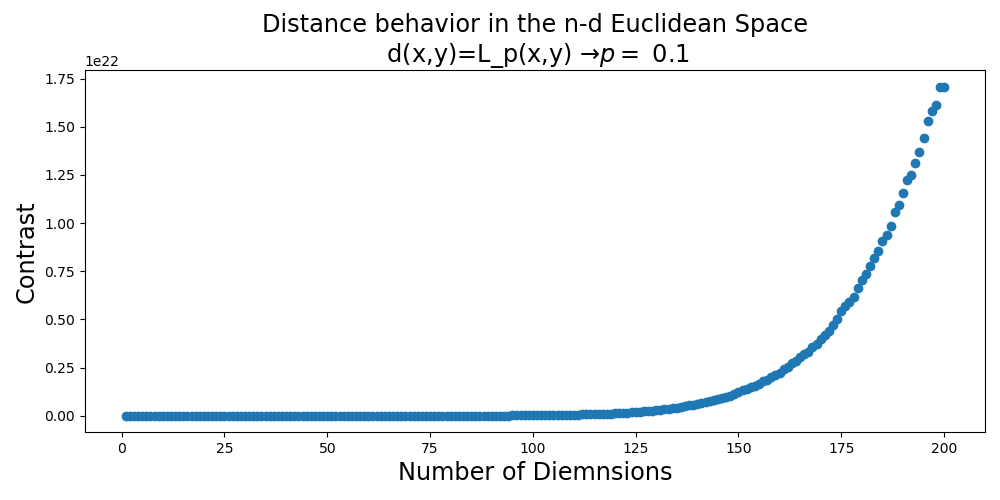 Distance behavior in the n-d Euclidean Space
d(x,y)=L_p(x,y) →p = 0.1
1e22
1.75
1.50
1.25
1.00
0.75
0.50
0.25
0.00
Contrast
0 25 50 75 100 125 150 175 200
Number of Diemnsions